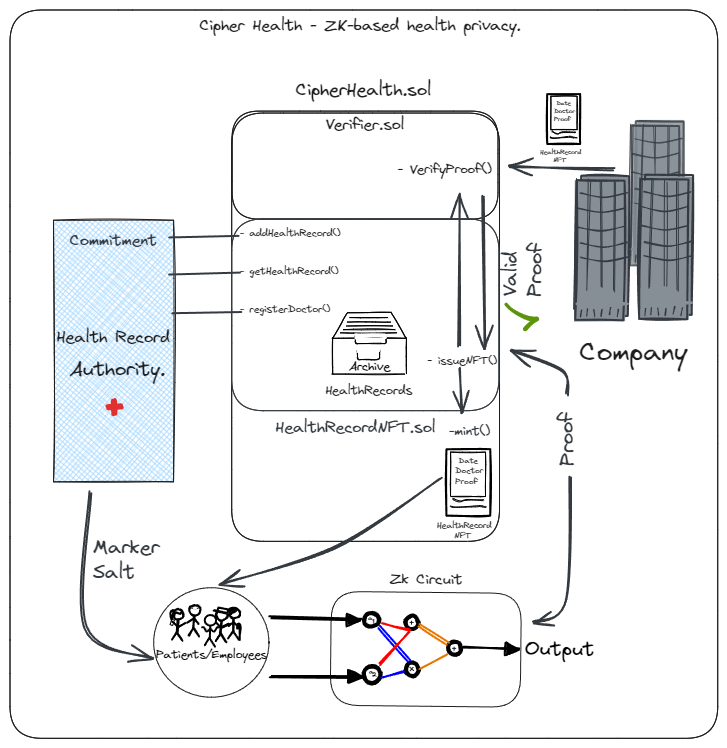 Cipher Health - ZK-based health privacy.
CipherHealth.sol
Verifier.sol
- VerifyProof()
Date
Doctor
Proof
HealthRecord
NFT
Commitment
- addHealthRecord()
- getHealthRecord()
- registerDoctor()
Health Record
Authority.
Valid
Proof
Company
Archive
HealthRecords
- issueNFT()
HealthRecordNFT.sol
-mint()
Date
Doctor
Proof
HealthRecord
NFT
Proof
Marker
Salt
Patients/Employees
Zk Circuit
+
+
x
Output